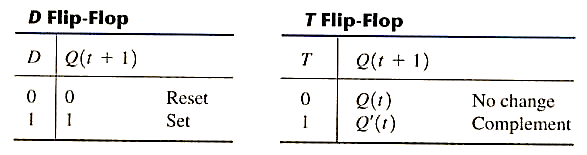 D Flip-Flop
D Q(t + 1)
0 0 Reset
1 1 Set
T Flip-Flop
T Q(t + 1)
0 Q(t) No change
1 Q'(t) Complement